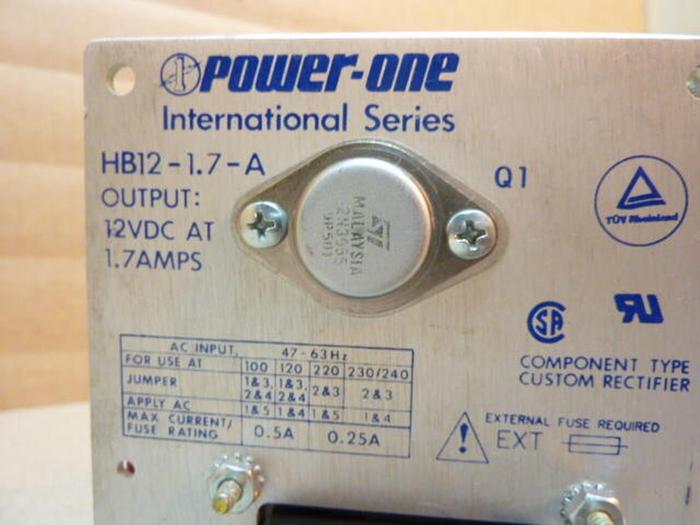 POWER-ONE
International Series
HB12-1.7-A
OUTPUT:
12VDC AT
1.7AMPS
MALAYSIA
2N3055
9P501
Q1
TÜV Rheinland
AC INPUT, 47-63Hz
FOR USE AT 100 120 220 230/240
JUMPER 1&3, 2&4 1&3, 2&4 2&3 2&3
APPLY AC 1&5 1&4 1&5 1&4
MAX CURRENT/ FUSE RATING 0.5A 0.25A
SA
RU
COMPONENT TYPE
CUSTOM RECTIFIER
EXTERNAL FUSE REQUIRED
EXT